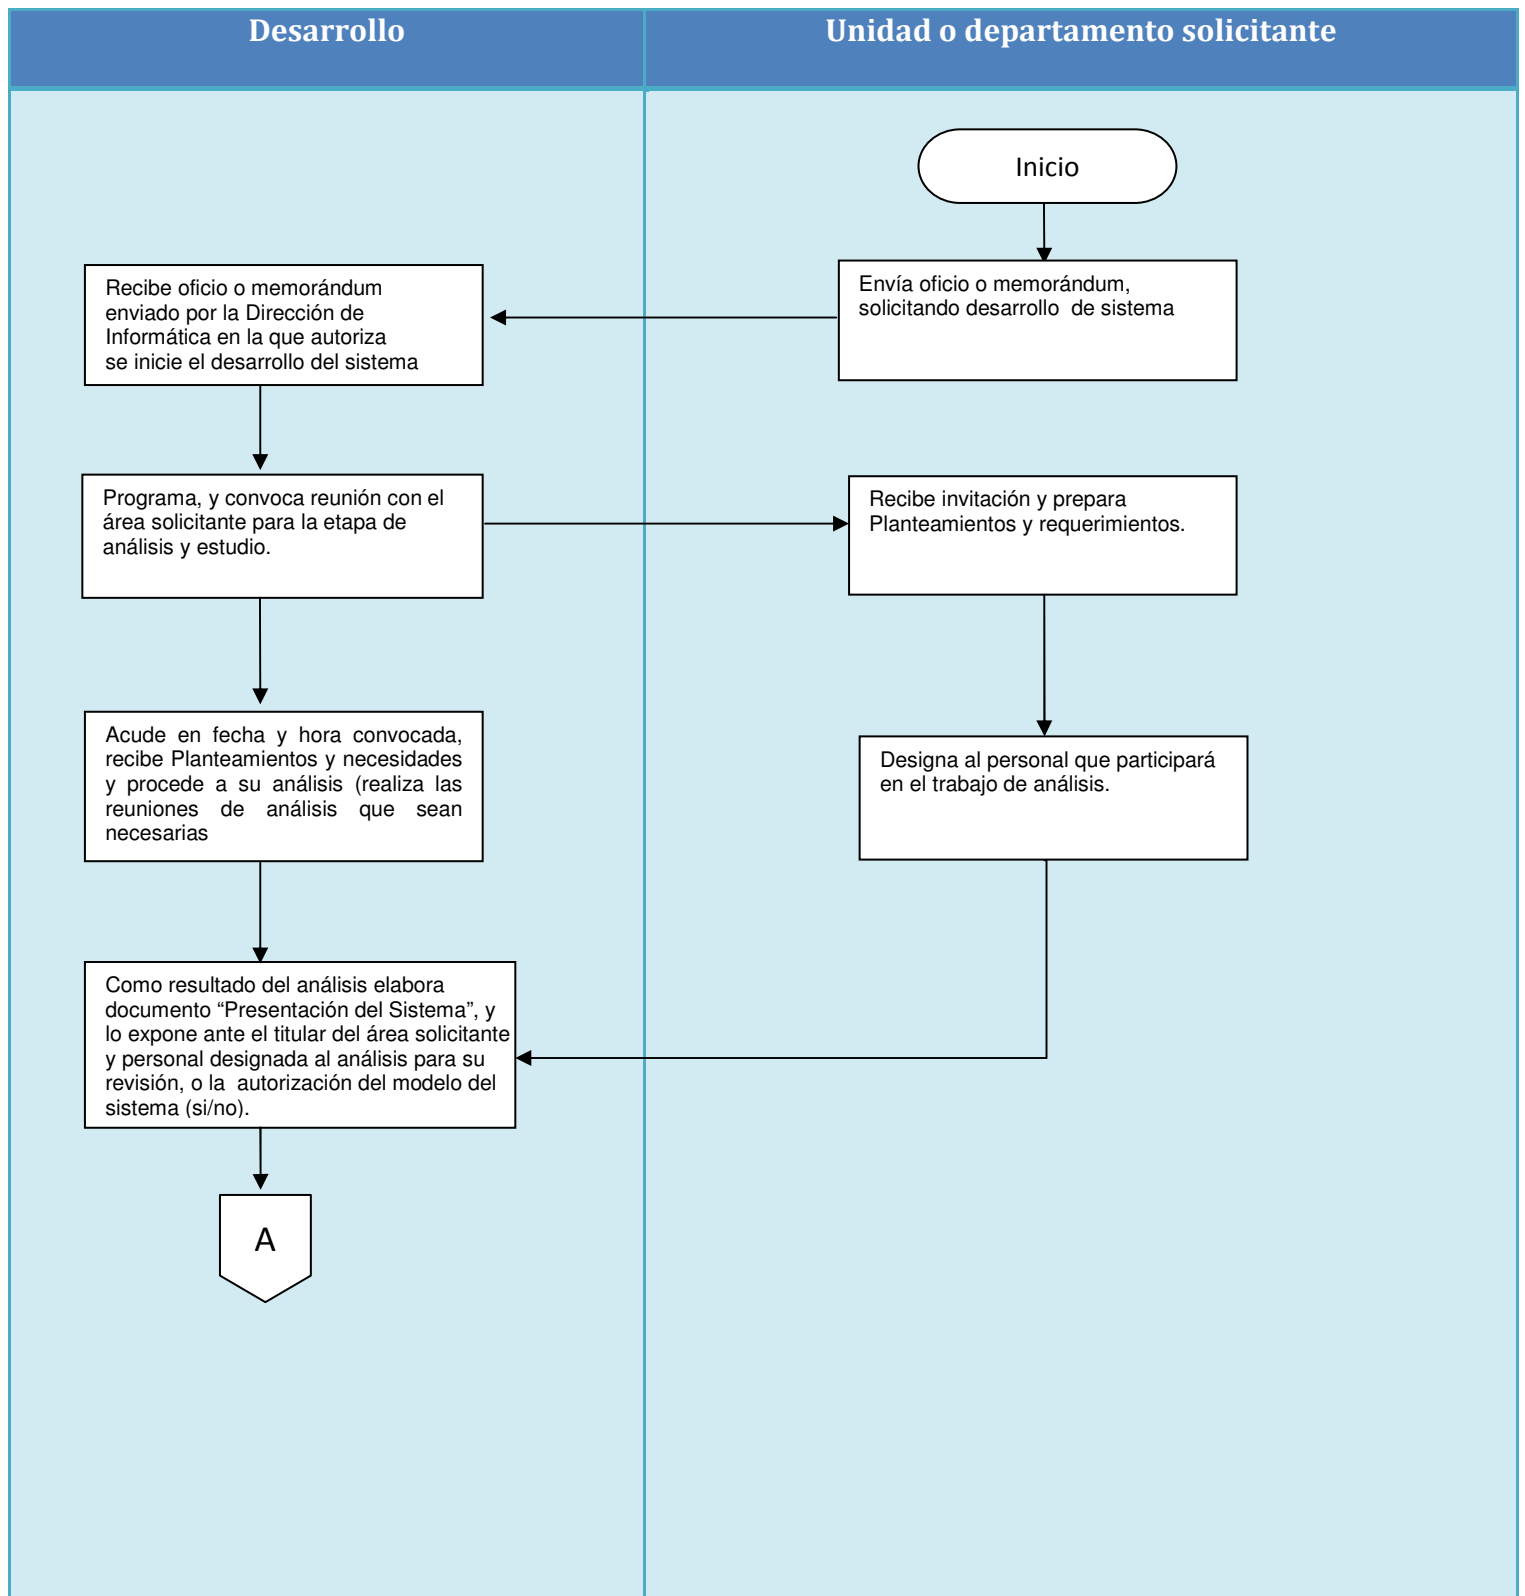 Desarrollo
Unidad o departamento solicitante
Inicio
Envía oficio o memorándum,
solicitando desarrollo de sistema
Recibe oficio o memorándum
enviado por la Dirección de
Informática en la que autoriza
se inicie el desarrollo del sistema
Programa, y convoca reunión con el
área solicitante para la etapa de
análisis y estudio.
Recibe invitación y prepara
Planteamientos y requerimientos.
Acude en fecha y hora convocada,
recibe Planteamientos y necesidades
y procede a su análisis (realiza las
reuniones de análisis que sean
necesarias
Designa al personal que participará
en el trabajo de análisis.
Como resultado del análisis elabora
documento “Presentación del Sistema”, y
lo expone ante el titular del área solicitante
y personal designada al análisis para su
revisión, o la autorización del modelo del
sistema (si/no).
A